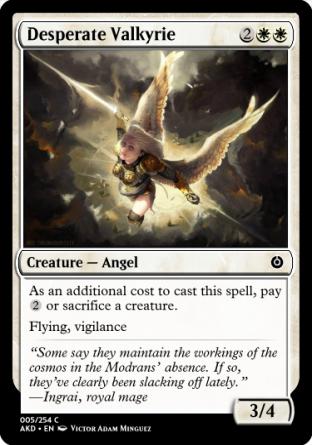 Desperate Valkyrie 2
Creature — Angel
As an additional cost to cast this spell, pay
2 or sacrifice a creature.
Flying, vigilance
“Some say they maintain the workings of the
cosmos in the Modrans’ absence. If so,
they’ve clearly been slacking off lately.”
—Ingrai, royal mage
3/4
005/254 C
AKD • EN Victor Adam Minguez